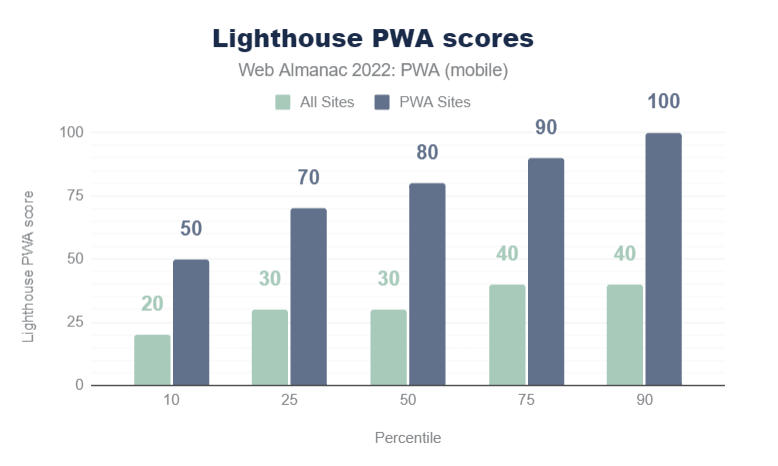 Lighthouse PWA scores
Web Almanac 2022: PWA (mobile)
All Sites PWA Sites
Lighthouse PWA score
100
75
50
25
0
20 50
30 70
30 80
40 90
40 100
10 25 50 75 90
Percentile